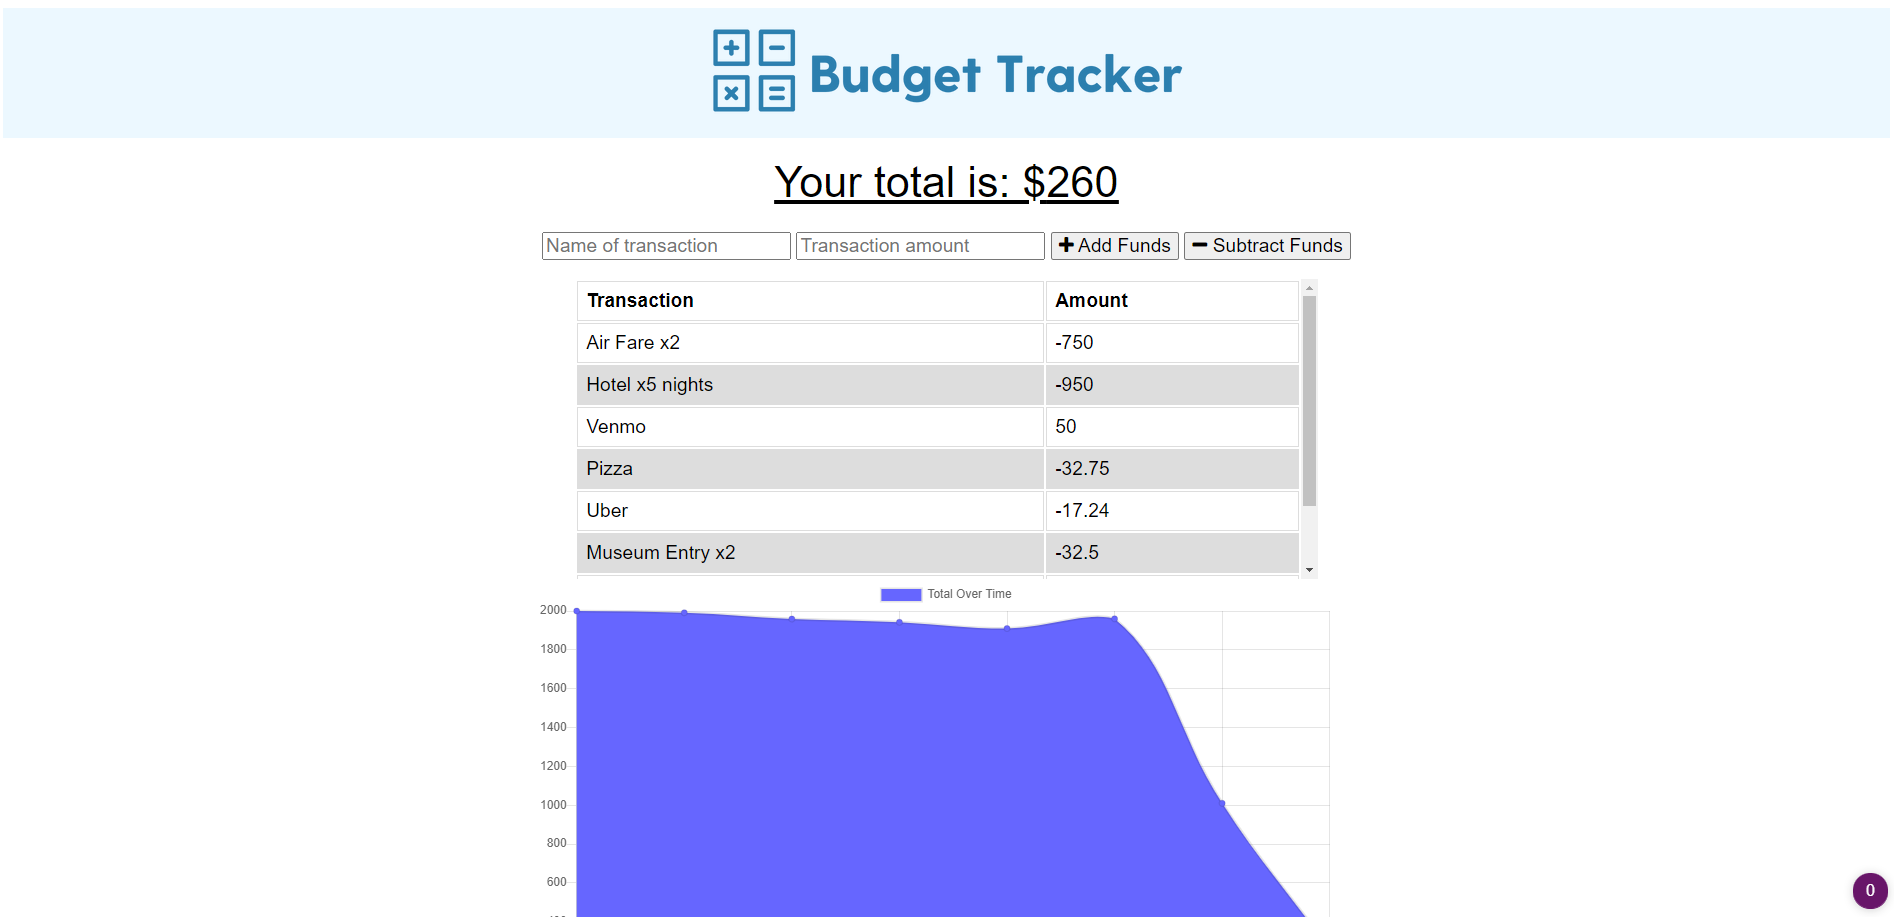 Budget Tracker
Your total is: $260
Name of transaction Transaction amount Add Funds Subtract Funds
Transaction Amount
Air Fare x2 -750
Hotel x5 nights -950
Venmo 50
Pizza -32.75
Uber -17.24
Museum Entry x2 -32.5
Total Over Time
2000
1800
1600
1400
1200
1000
800
600
0